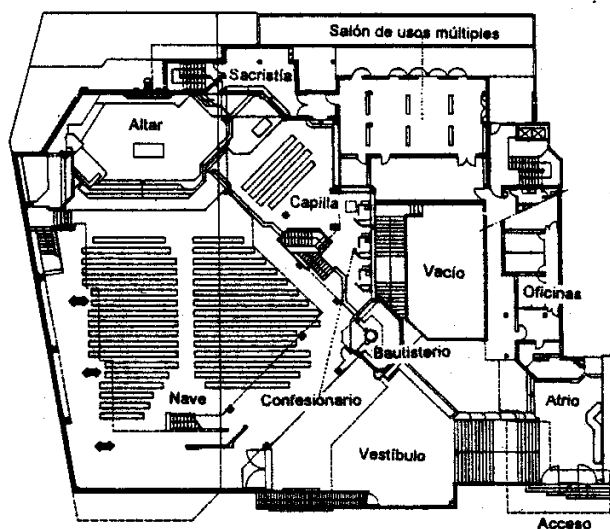 Salón de usos múltiples
Sacristía
Altar
Capilla
Vacío
Oficinas
Bautisterio
Nave
Confesionario
Atrio
Vestíbulo
Acceso